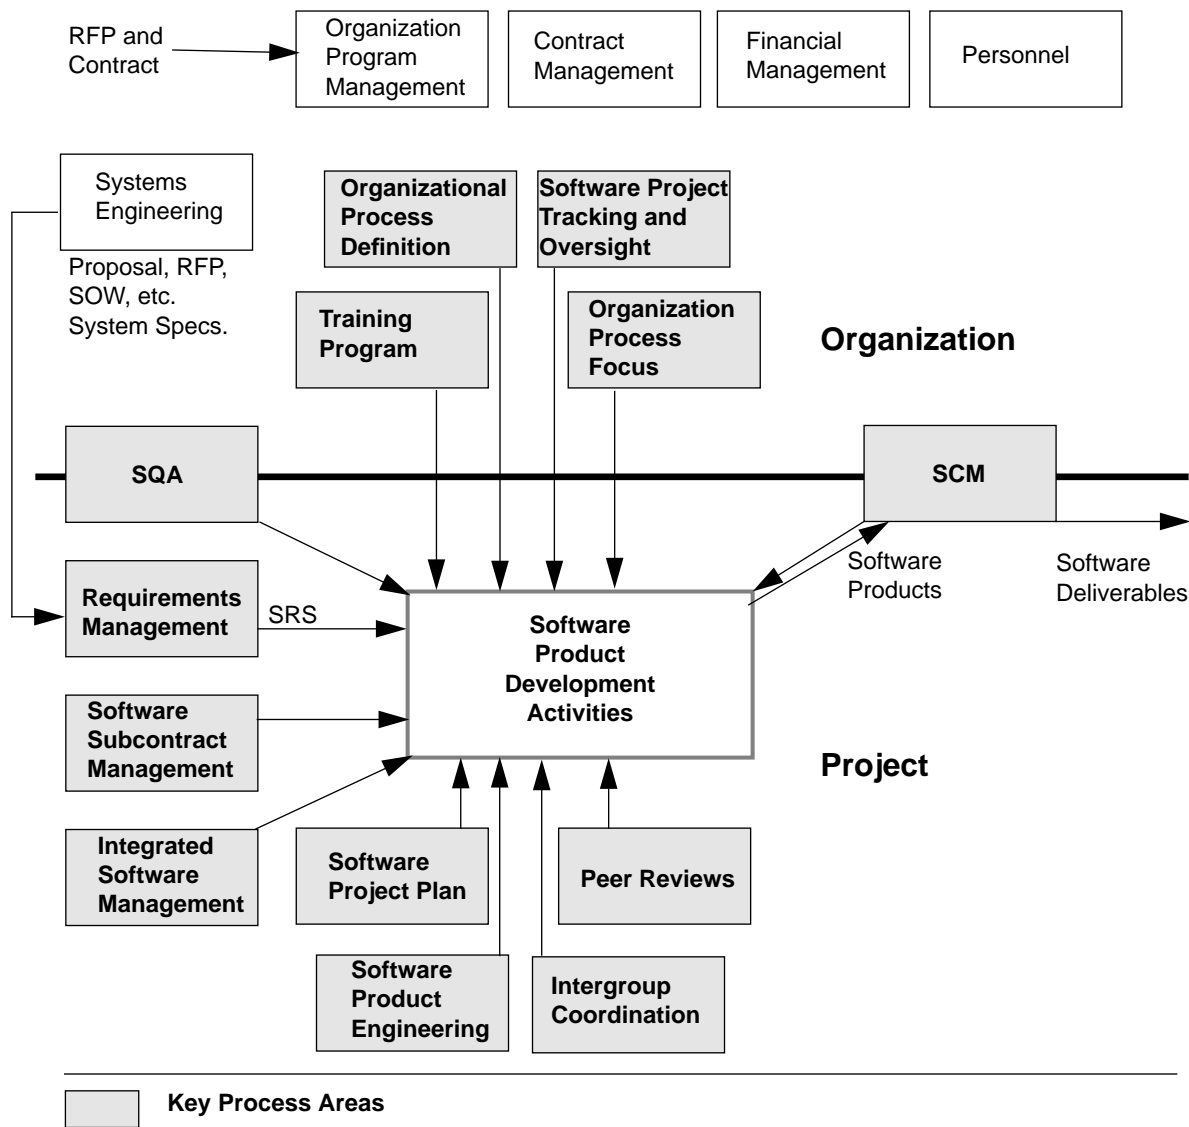 RFP and
Contract
Organization
Program
Management
Contract
Management
Financial
Management
Personnel
Systems
Engineering
Proposal, RFP,
SOW, etc.
System Specs.
Organizational
Process
Definition
Software Project
Tracking and
Oversight
Training
Program
Organization
Process
Focus
Organization
SQA
SCM
Software
Products
Software
Deliverables
Requirements
Management
SRS
Software
Product
Development
Activities
Software
Subcontract
Management
Project
Integrated
Software
Management
Software
Project Plan
Peer Reviews
Software
Product
Engineering
Intergroup
Coordination
Key Process Areas